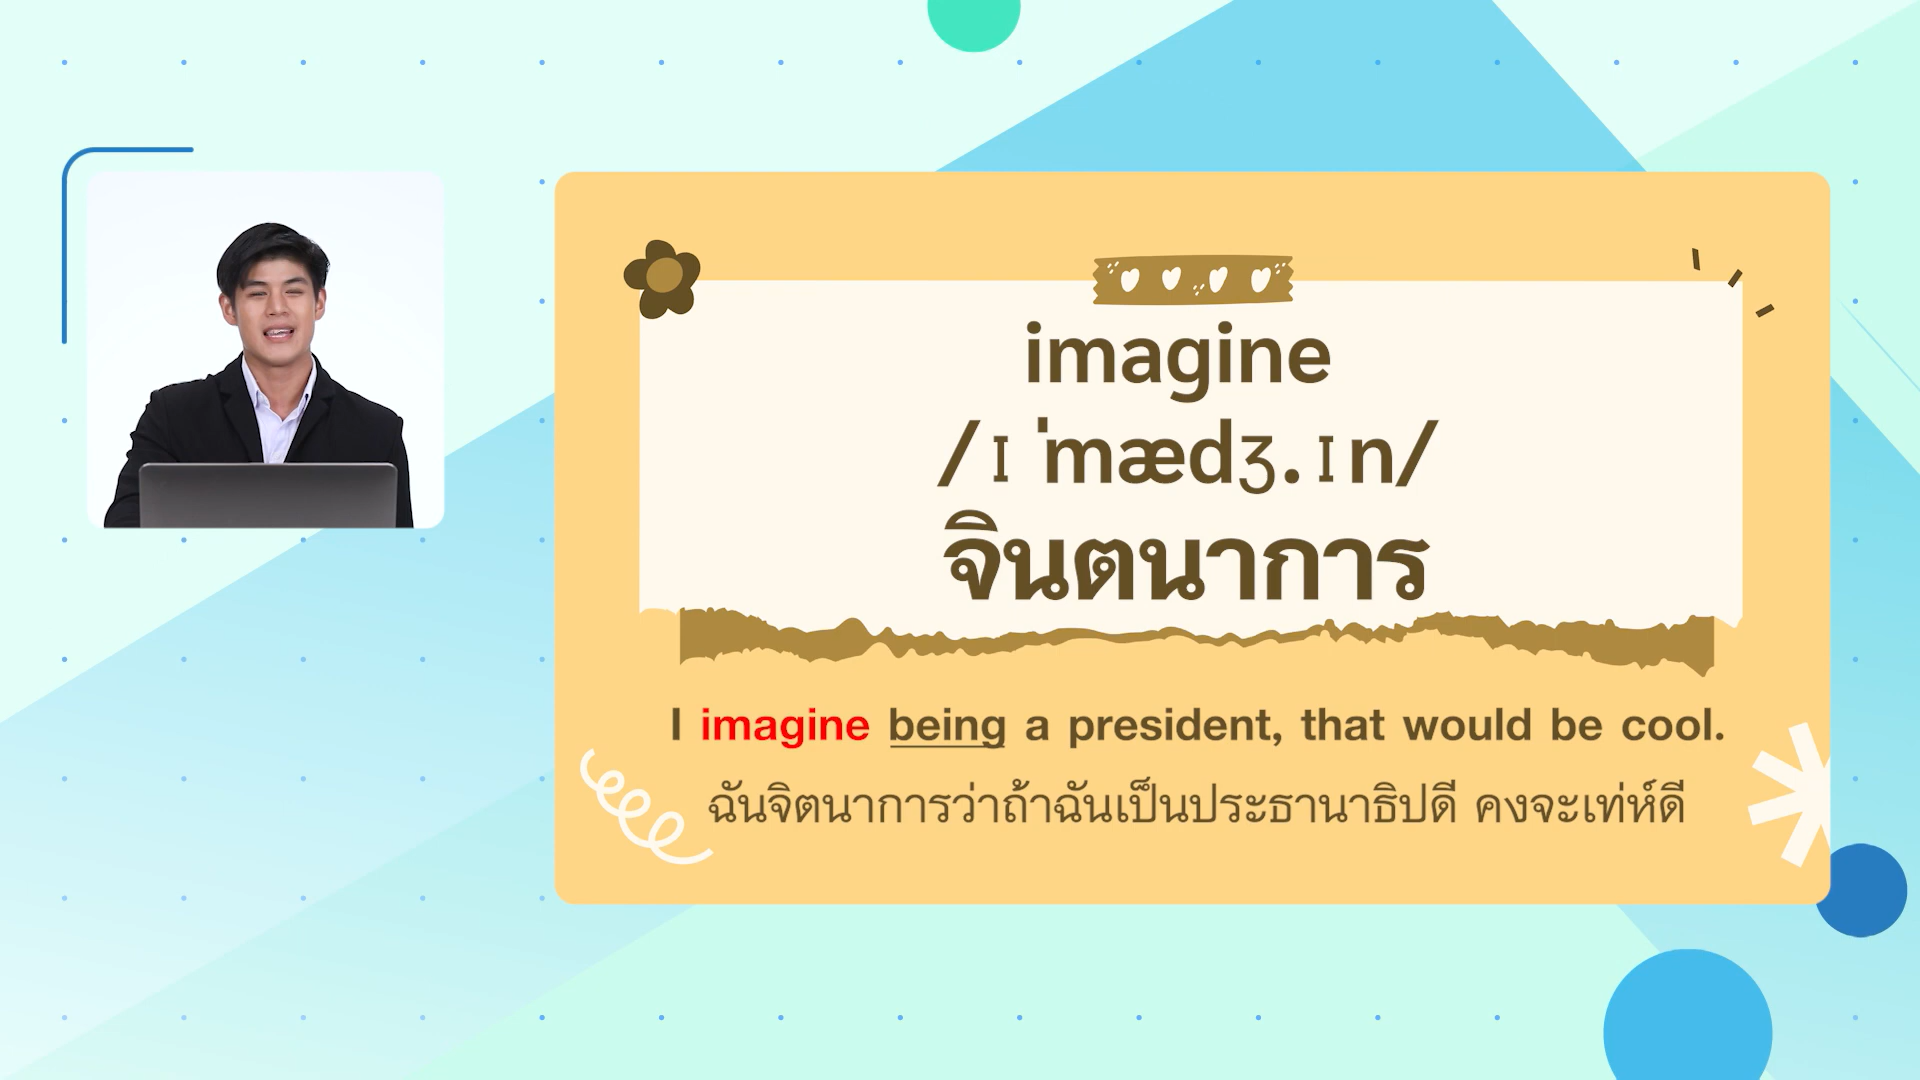 imagine
/ɪˈmædʒ.ɪn/
จินตนาการ
I imagine being a president, that would be cool.
ฉันจิตนาการว่าถ้าฉันเป็นประธานาธิปดี คงจะเท่ห์ดี